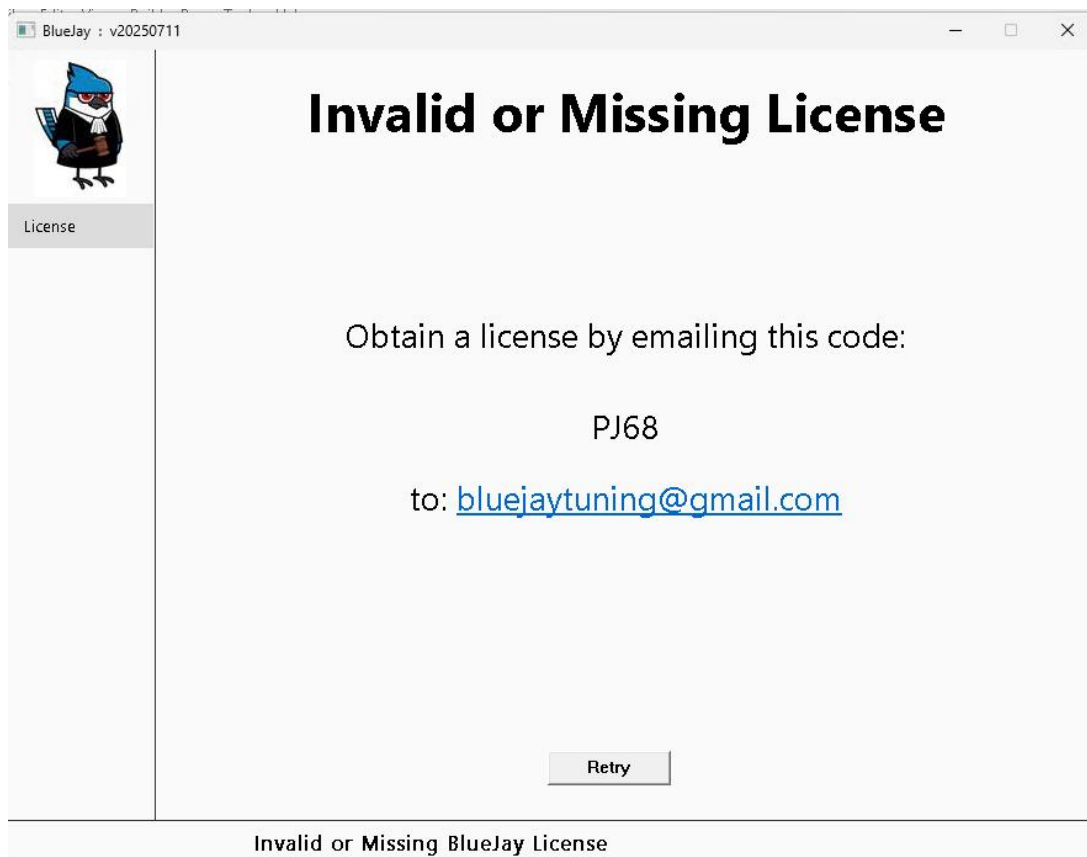 BlueJay : v20250711
Invalid or Missing License
License
Obtain a license by emailing this code:
PJ68
to: bluejaytuning@gmail.com
Retry
Invalid or Missing BlueJay License